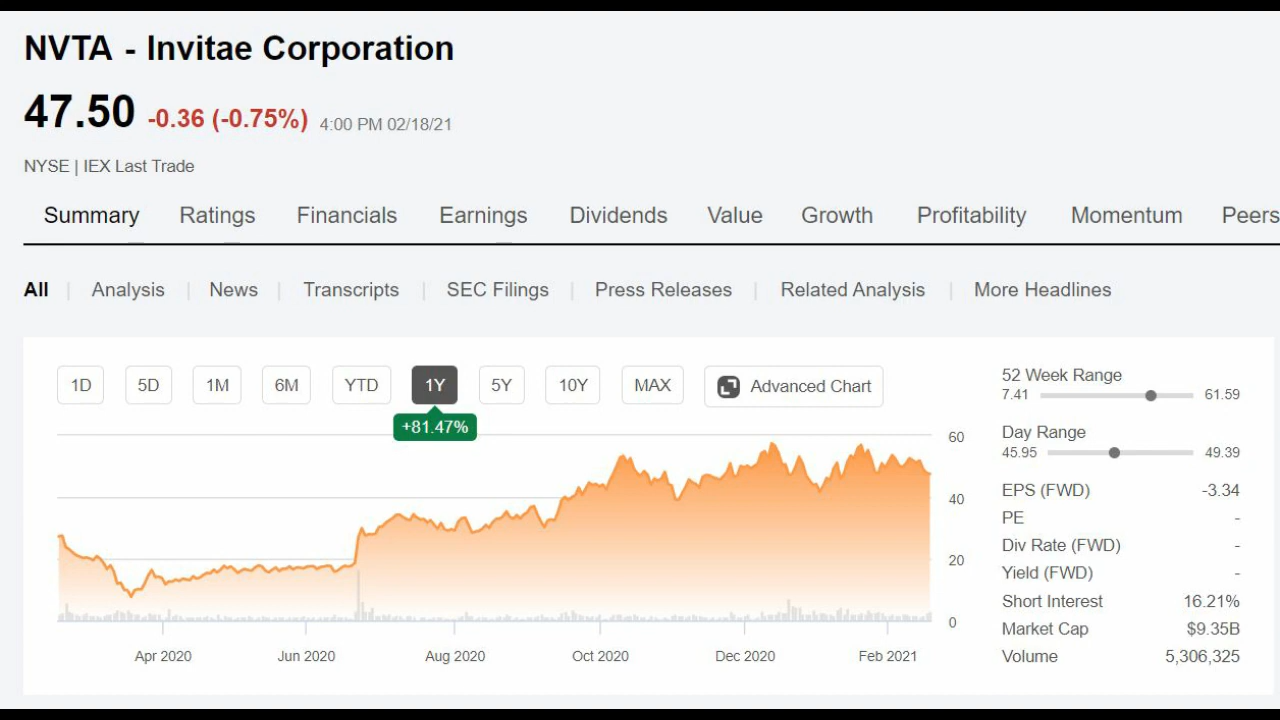 NVTA - Invitae Corporation
47.50 -0.36 (-0.75%) 4:00 PM 02/18/21
NYSE | IEX Last Trade
Summary Ratings Financials Earnings Dividends Value Growth Profitability Momentum Peers
All | Analysis | News | Transcripts | SEC Filings | Press Releases | Related Analysis | More Headlines
1D 5D 1M 6M YTD 1Y 5Y 10Y MAX Advanced Chart
+81.47%
60
40
20
0
Apr 2020 Jun 2020 Aug 2020 Oct 2020 Dec 2020 Feb 2021
52 Week Range
7.41 61.59
Day Range
45.95 49.39
EPS (FWD) -3.34
PE -
Div Rate (FWD) -
Yield (FWD) -
Short Interest 16.21%
Market Cap $9.35B
Volume 5,306,325